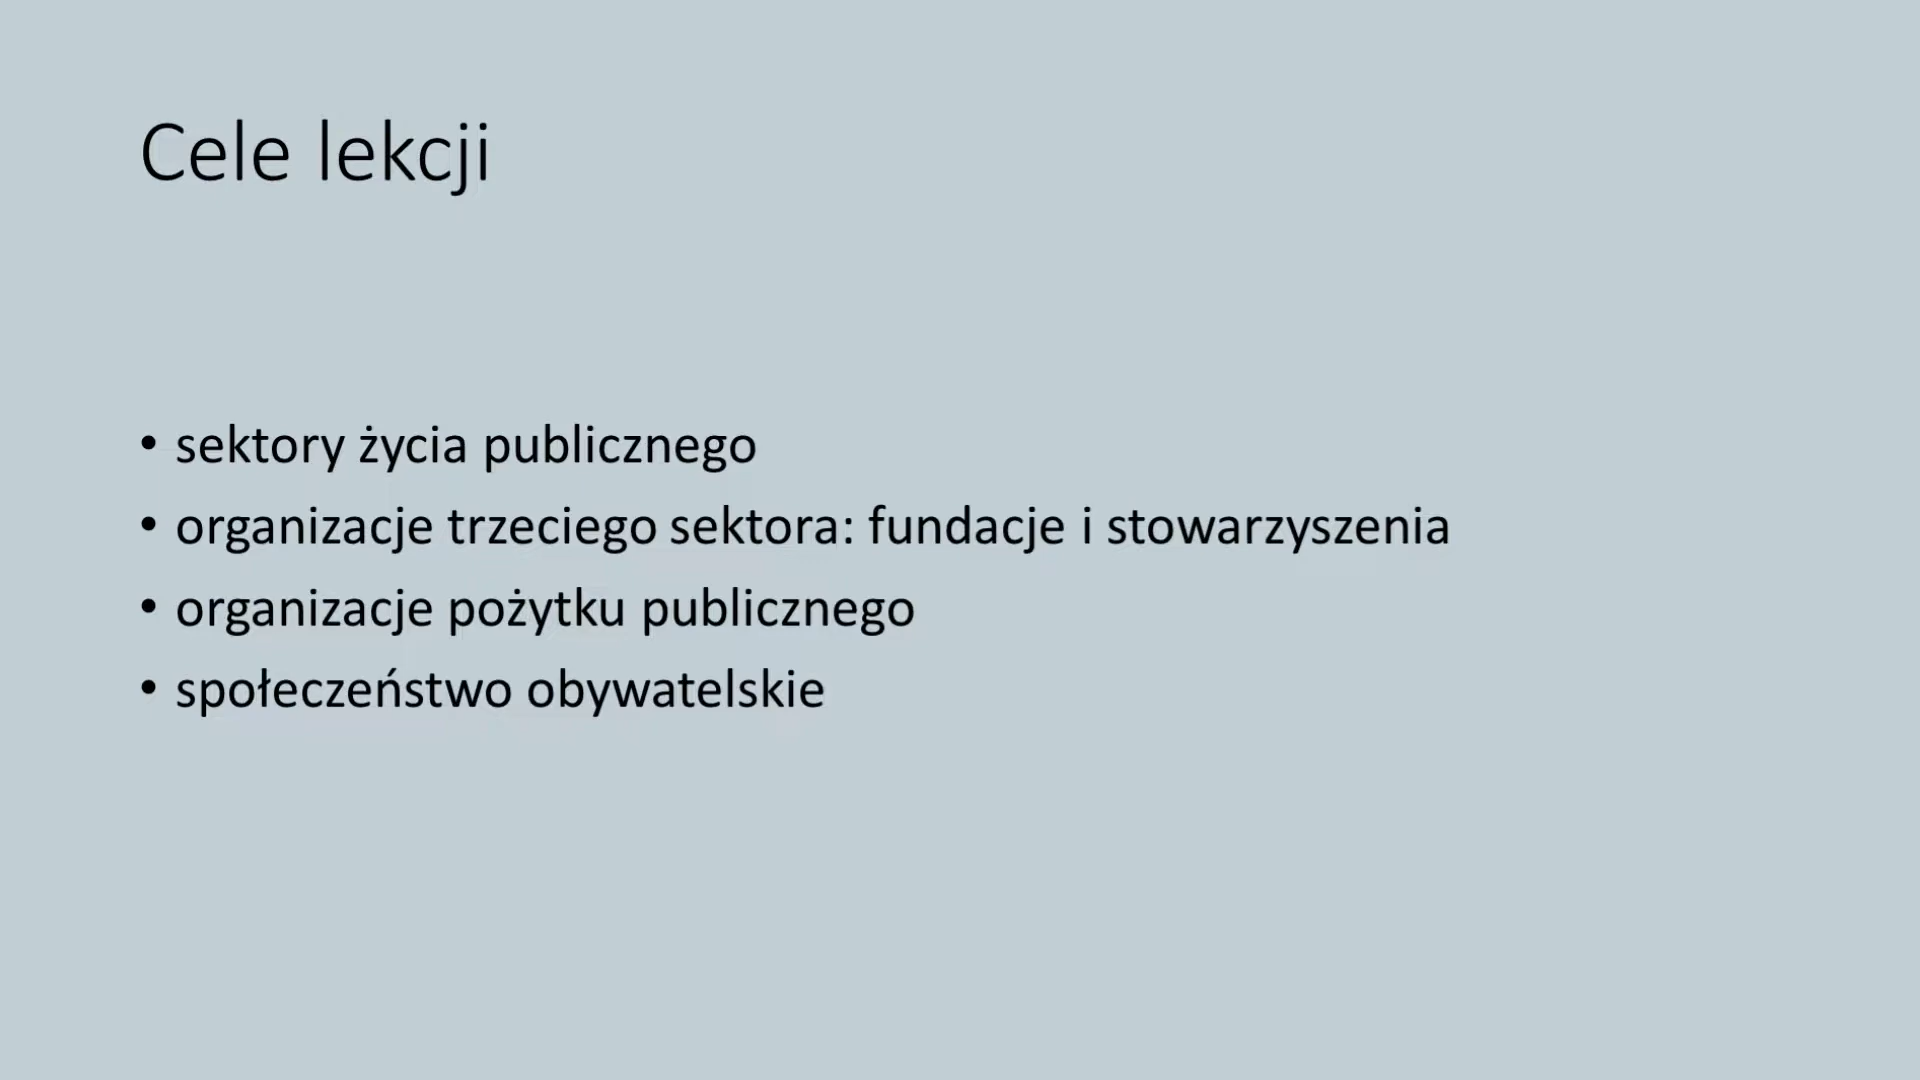 Cele lekcji
• sektory życia publicznego
• organizacje trzeciego sektora: fundacje i stowarzyszenia
• organizacje pożytku publicznego
• społeczeństwo obywatelskie